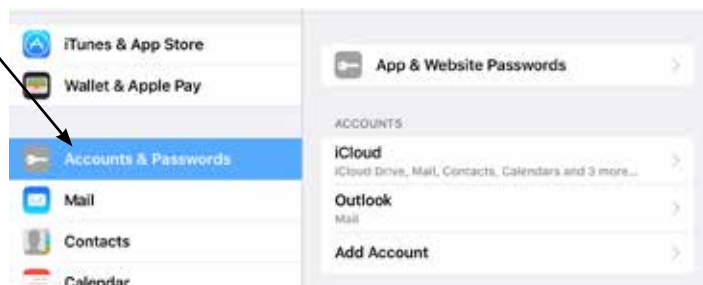 iTunes & App Store
Wallet & Apple Pay
Accounts & Passwords
Mail
Contacts
Calendar
App & Website Passwords
ACCOUNTS
iCloud
iCloud Drive, Mail, Contacts, Calendars and 3 more...
Outlook
Mail
Add Account